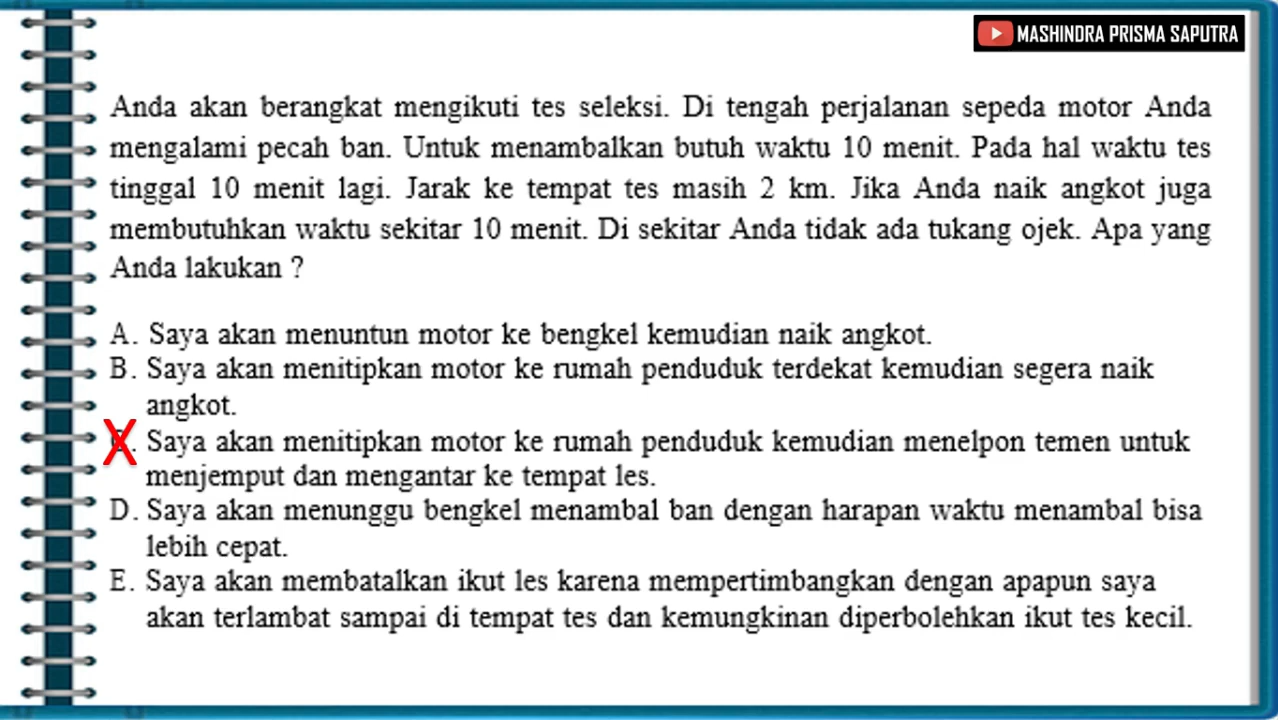 MASHINDRA PRISMA SAPUTRA
Anda akan berangkat mengikuti tes seleksi. Di tengah perjalanan sepeda motor Anda
mengalami pecah ban. Untuk menambalkan butuh waktu 10 menit. Pada hal waktu tes
tinggal 10 menit lagi. Jarak ke tempat tes masih 2 km. Jika Anda naik angkot juga
membutuhkan waktu sekitar 10 menit. Di sekitar Anda tidak ada tukang ojek. Apa yang
Anda lakukan ?
A. Saya akan menuntun motor ke bengkel kemudian naik angkot.
B. Saya akan menitipkan motor ke rumah penduduk terdekat kemudian segera naik
angkot.
X C. Saya akan menitipkan motor ke rumah penduduk kemudian menelpon temen untuk
menjemput dan mengantar ke tempat les.
D. Saya akan menunggu bengkel menambal ban dengan harapan waktu menambal bisa
lebih cepat.
E. Saya akan membatalkan ikut les karena mempertimbangkan dengan apapun saya
akan terlambat sampai di tempat tes dan kemungkinan diperbolehkan ikut tes kecil.